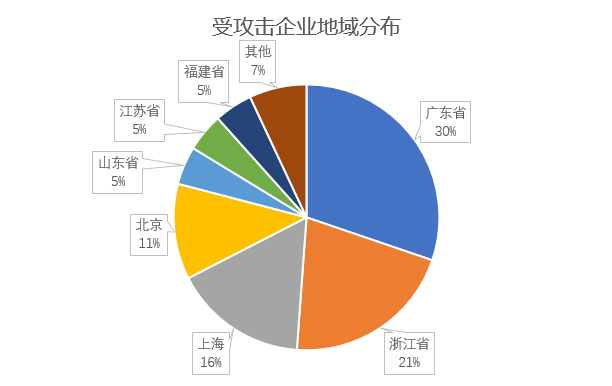 受攻击企业地域分布
其他
7%
福建省
5%
江苏省
5%
山东省
5%
北京
11%
上海
16%
浙江省
21%
广东省
30%